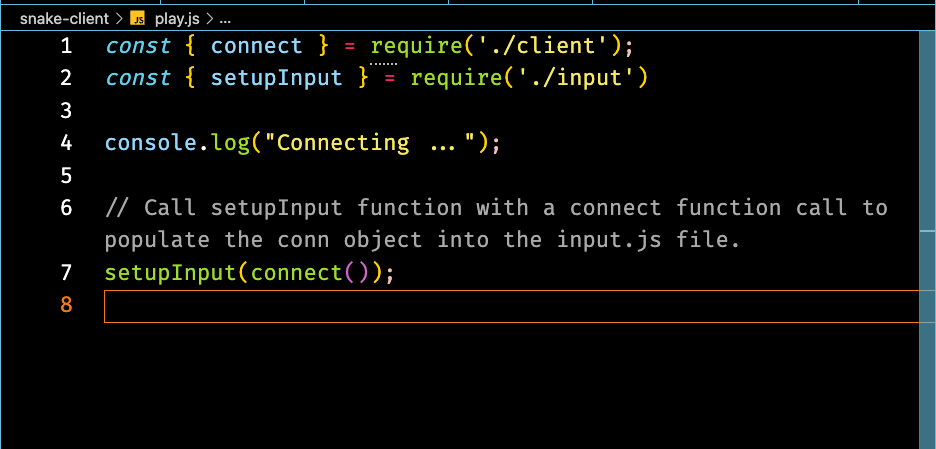 snake-client > JS play.js > ...
1 const { connect } = require('./client');
2 const { setupInput } = require('./input')
3
4 console.log("Connecting ...");
5
6 // Call setupInput function with a connect function call to
populate the conn object into the input.js file.
7 setupInput(connect());
8